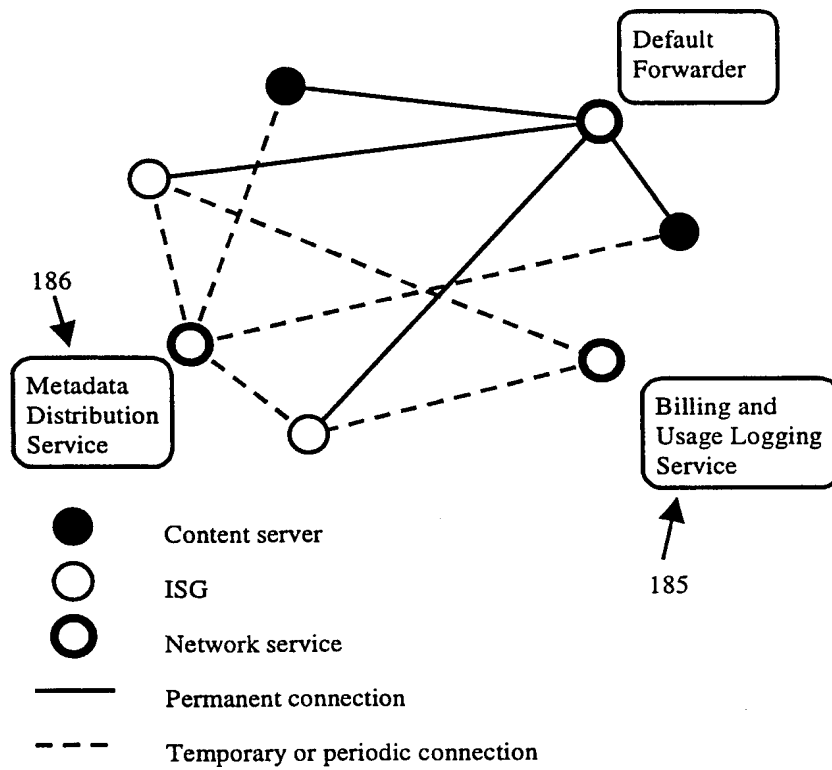 Default
Forwarder
186
Metadada
Distribution
Service
Billing and
Usage Logging
Service
185
Content server
ISG
Network service
Permanent connection
Temporary or periodic connection